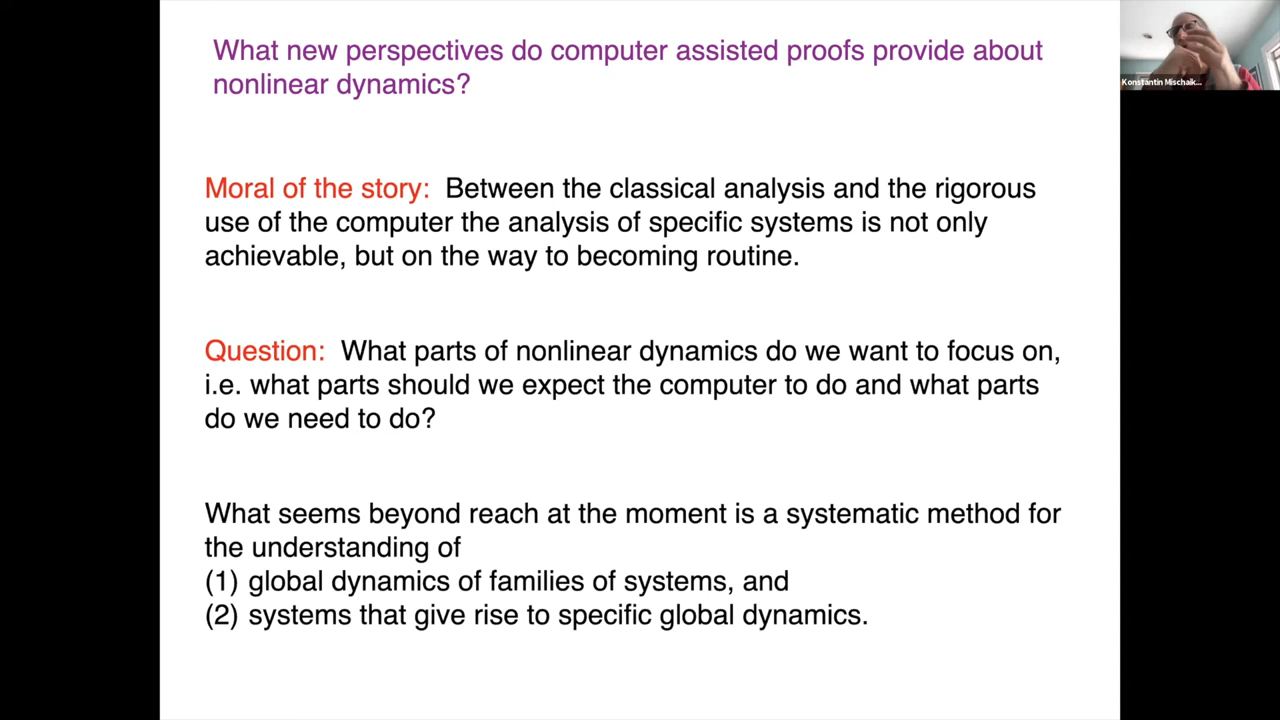 What new perspectives do computer assisted proofs provide about
nonlinear dynamics?
Konstantin Mischaik...
Moral of the story: Between the classical analysis and the rigorous
use of the computer the analysis of specific systems is not only
achievable, but on the way to becoming routine.
Question: What parts of nonlinear dynamics do we want to focus on,
i.e. what parts should we expect the computer to do and what parts
do we need to do?
What seems beyond reach at the moment is a systematic method for
the understanding of
(1) global dynamics of families of systems, and
(2) systems that give rise to specific global dynamics.